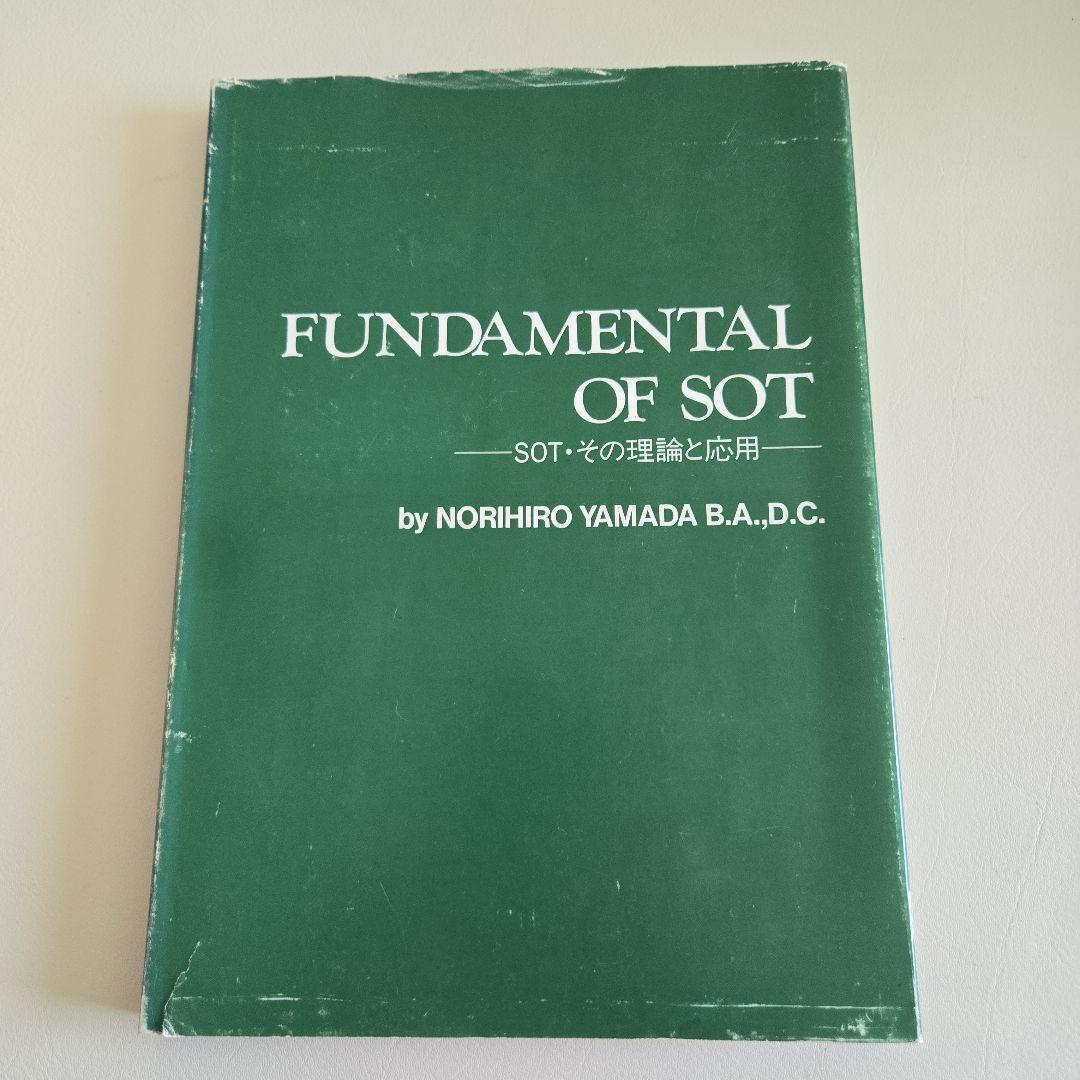 FUNDAMENTAL
OF SOT
SOT・その理論と応用
by NORIHIRO YAMADA B.A.,D.C.